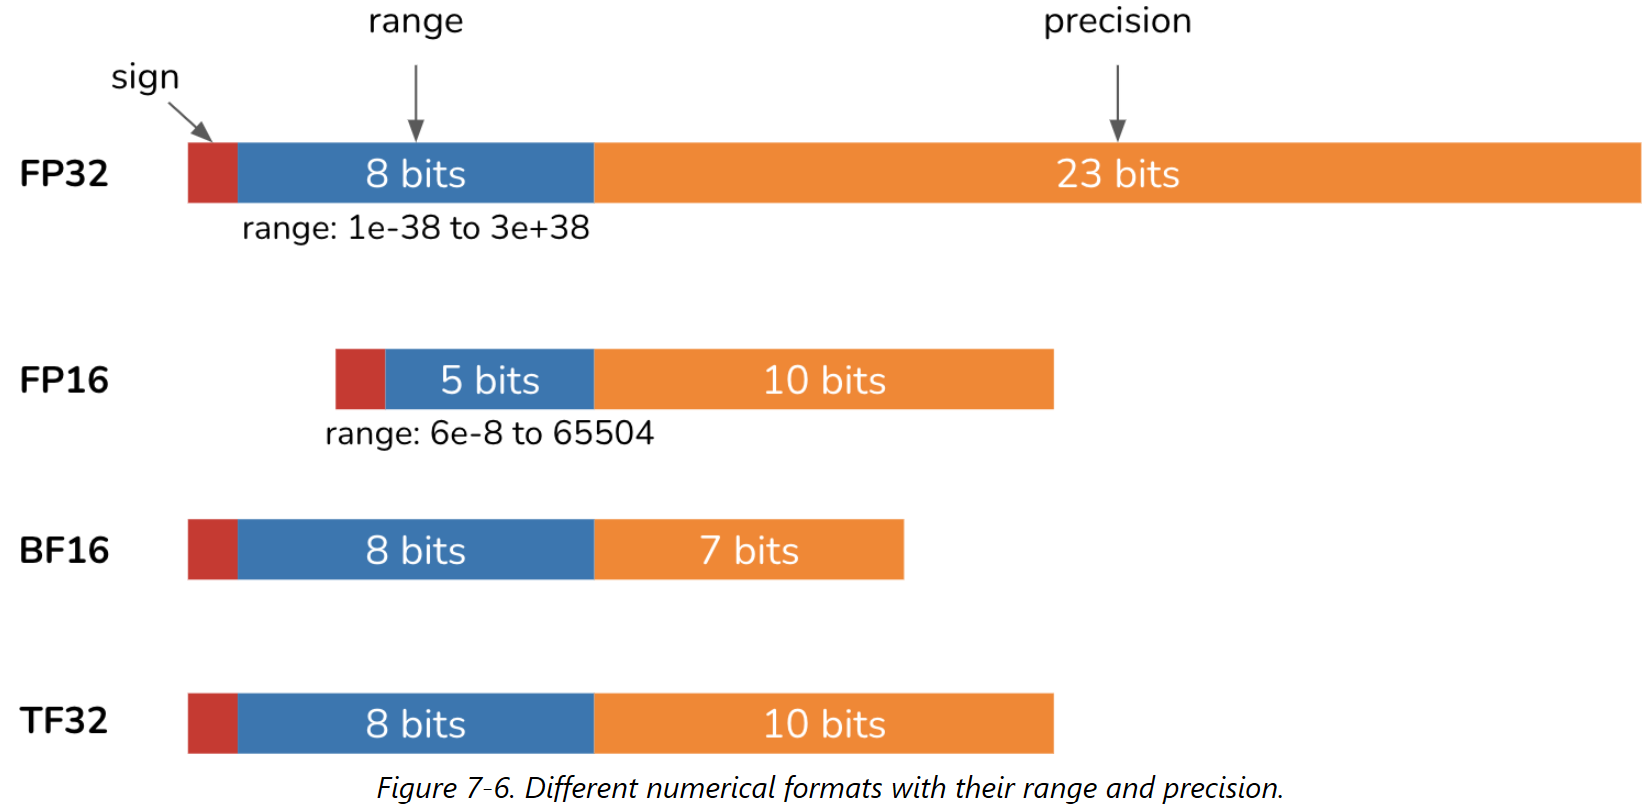 range
precision
sign
FP32
8 bits
23 bits
range: 1e-38 to 3e+38
FP16
5 bits
10 bits
range: 6e-8 to 65504
BF16
8 bits
7 bits
TF32
8 bits
10 bits
Figure 7-6. Different numerical formats with their range and precision.